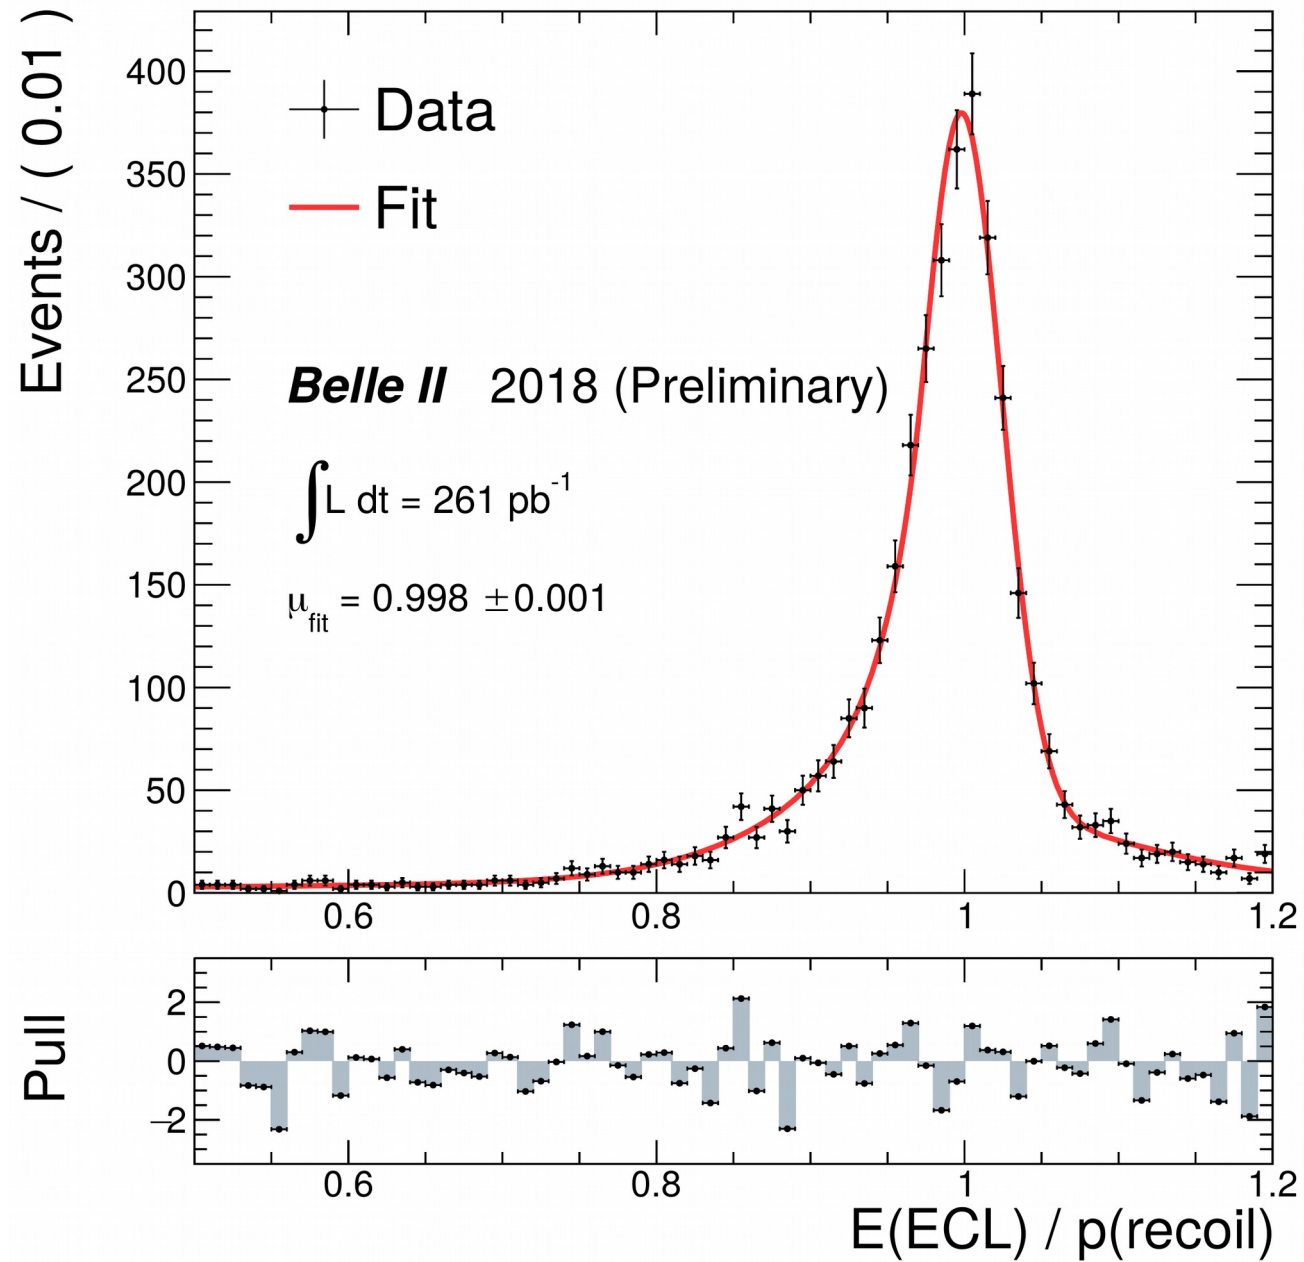 Events / ( 0.01 )
400
350
300
250
200
150
100
50
0
Data
Fit
Belle II 2018 (Preliminary)
∫L dt = 261 pb⁻¹
μfit = 0.998 ±0.001
0.6 0.8 1 1.2
Pull
2
0
−2
0.6 0.8 1 1.2
E(ECL) / p(recoil)